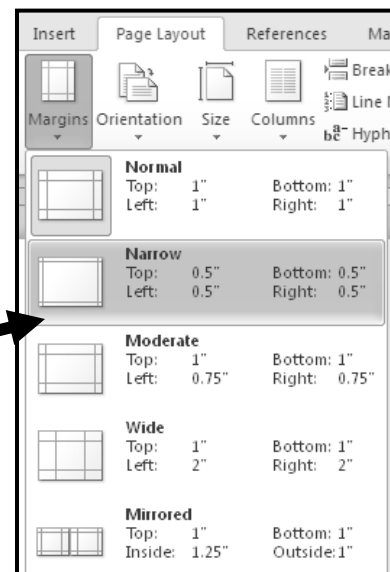 Insert Page Layout References Ma
Break
Line N
Margins Orientation Size Columns
bc- Hyph
Normal
Top: 1" Bottom: 1"
Left: 1" Right: 1"
Narrow
Top: 0.5" Bottom: 0.5"
Left: 0.5" Right: 0.5"
Moderate
Top: 1" Bottom: 1"
Left: 0.75" Right: 0.75"
Wide
Top: 1" Bottom: 1"
Left: 2" Right: 2"
Mirrored
Top: 1" Bottom: 1"
Inside: 1.25" Outside: 1"